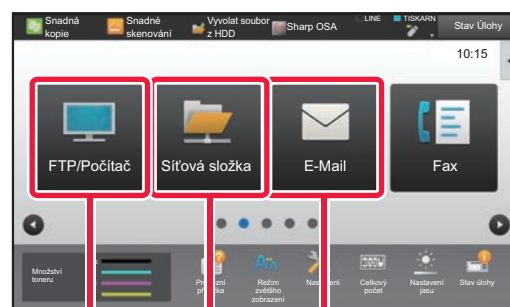 Snadná
kopie
Snadné
skenování
Vyvolat soubor
z HDD
Sharp OSA
LINE
TISKÁRN
Stav Úlohy
10:15
FTP/Počítač
Síťová složka
E-Mail
Fax
Množství
toneru
Režim
zvětšeno
zobrazení
Celkový
počet
Nastavení
jasu
Stav úlohy